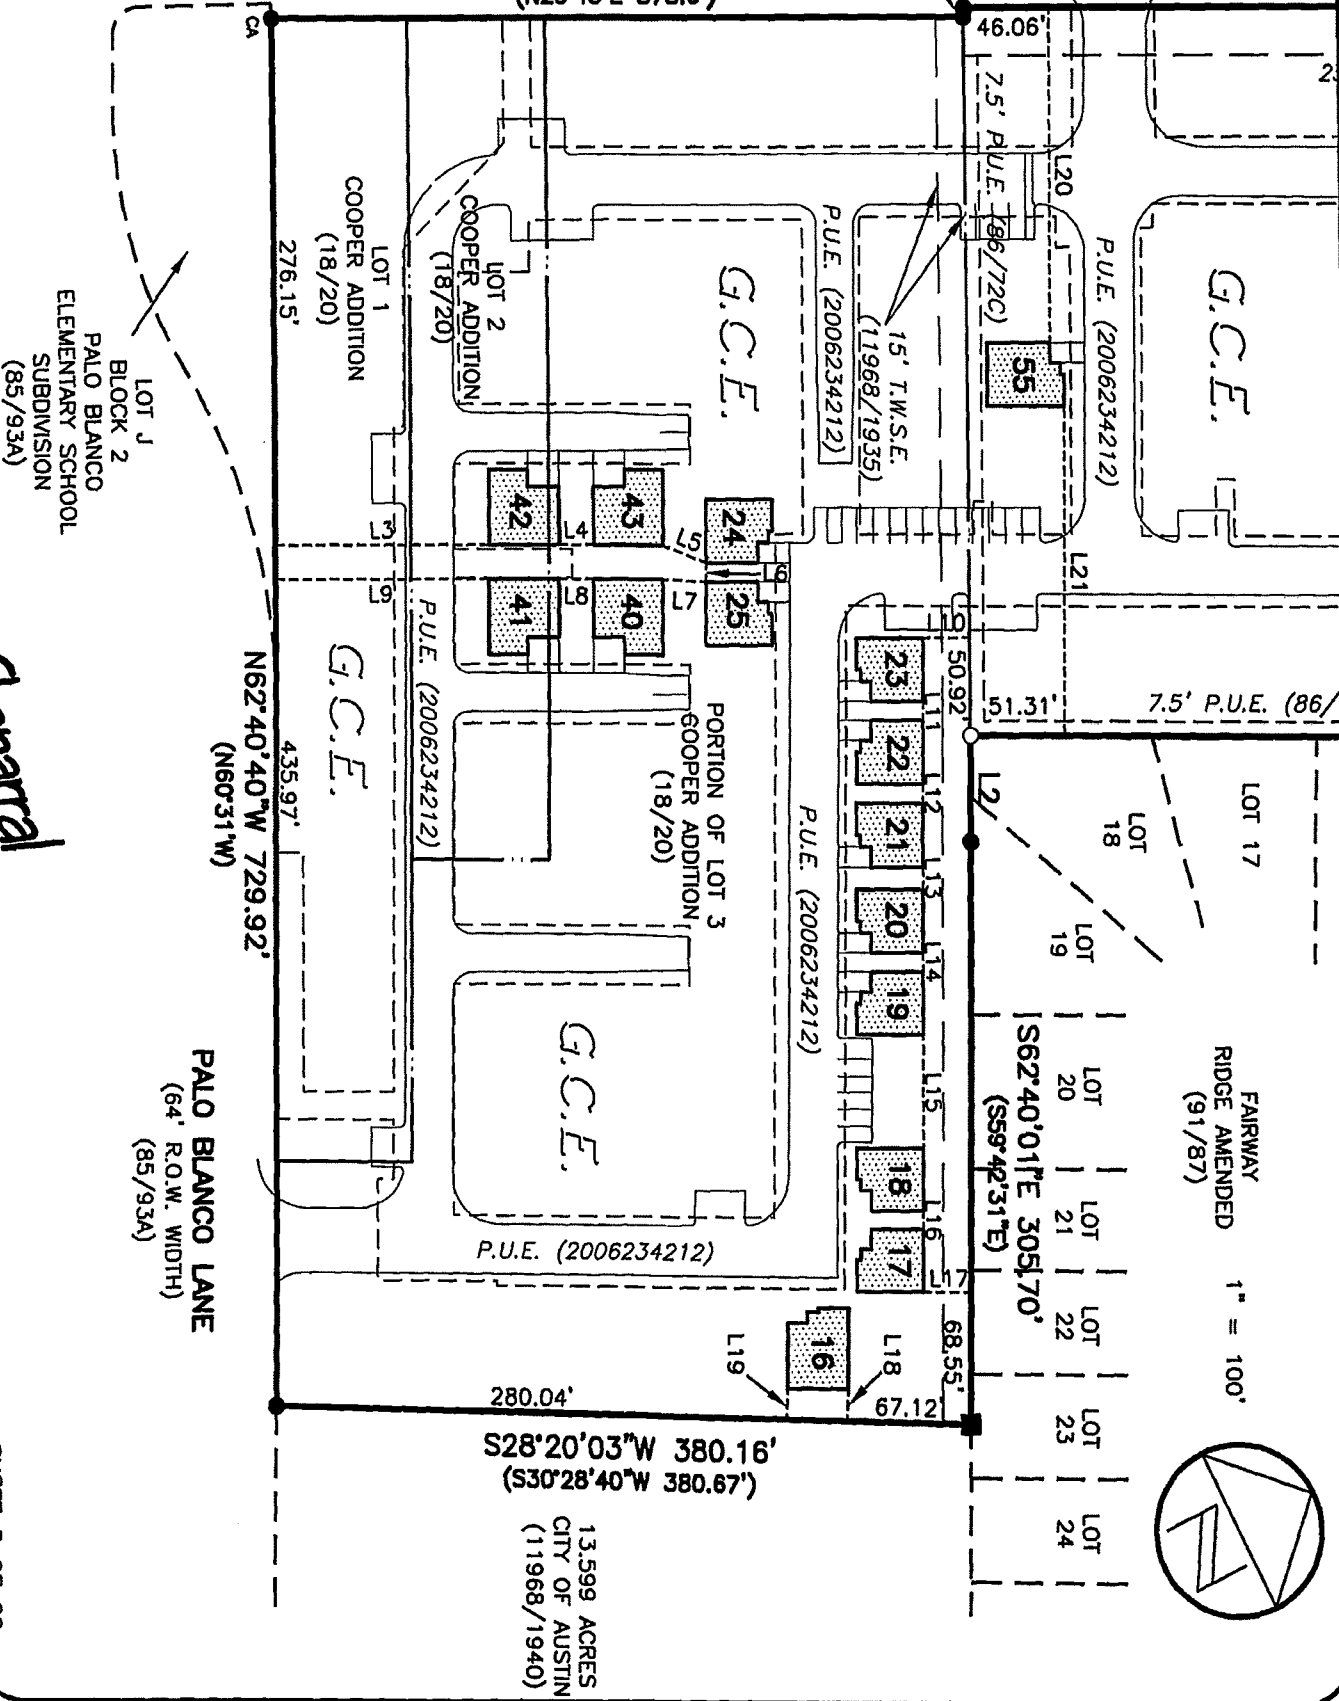 46.06'
CA
7.5' P.U.E. (86/72C)
L20
P.U.E. (2006234212)
G.C.E.
LOT 1
COOPER ADDITION
(18/20)
276.15'
LOT 2
COOPER ADDITION
(18/20)
G.C.E.
P.U.E. (2006234212)
15' T.W.S.E.
(11968/1935)
55
LOT J
BLOCK 2
PALO BLANCO
ELEMENTARY SCHOOL
SUBDIVISION
(85/93A)
42
43
24
L3
L4
L5
L6
L21
L9
L8
L7
41
40
25
L10
23
50.92'
51.31'
7.5' P.U.E. (86/
P.U.E. (2006234212)
G.C.E.
N62°40'40"W 729.92'
(N60°31'W)
435.97'
PORTION OF LOT 3
COOPER ADDITION
(18/20)
P.U.E. (2006234212)
L11
22
L12
21
L13
20
L14
19
L15
18
L16
17
L17
L2
LOT 17
LOT
18
LOT
19
LOT
20
LOT
21
LOT
22
LOT
23
LOT
24
S62°40'01"E 305.70'
(S59°42'31"E)
FAIRWAY
RIDGE AMENDED
(91/87)
1" = 100'
G.C.E.
P.U.E. (2006234212)
PALO BLANCO LANE
(64' R.O.W. WIDTH)
(85/93A)
16
L19
L18
68.55'
67.12'
280.04'
S28°20'03"W 380.16'
(S30°28'40"W 380.67')
13.599 ACRES
CITY OF AUSTIN
(11968/1940)
N